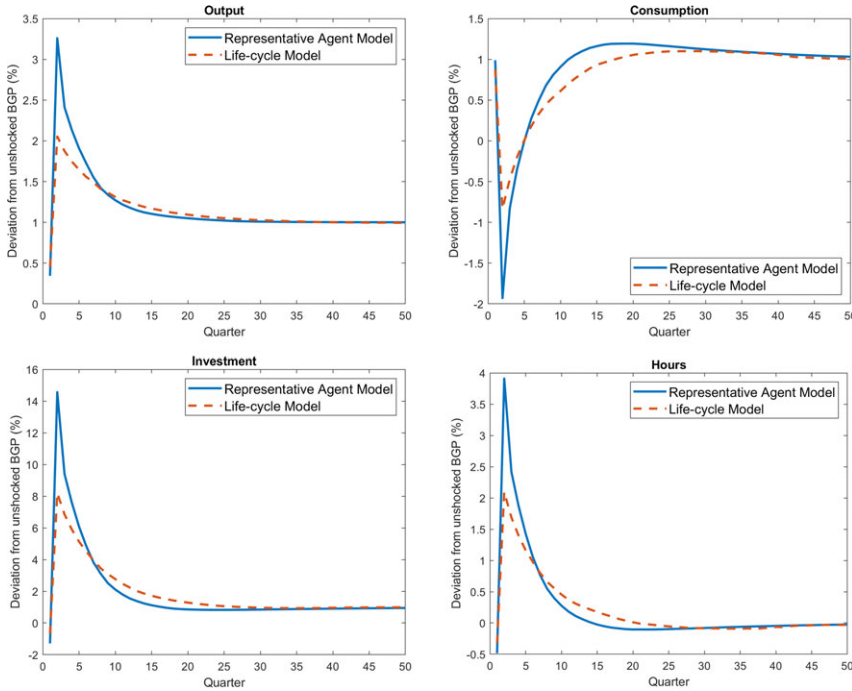 Output
Deviation from unshocked BGP (%)
3.5
3
2.5
2
1.5
1
0.5
0
Representative Agent Model
Life-cycle Model
0 5 10 15 20 25 30 35 40 45 50
Quarter
Consumption
Deviation from unshocked BGP (%)
1.5
1
0.5
0
-0.5
-1
-1.5
-2
Representative Agent Model
Life-cycle Model
0 5 10 15 20 25 30 35 40 45 50
Quarter
Investment
Deviation from unshocked BGP (%)
16
14
12
10
8
6
4
2
0
-2
Representative Agent Model
Life-cycle Model
0 5 10 15 20 25 30 35 40 45 50
Quarter
Hours
Deviation from unshocked BGP (%)
4
3.5
3
2.5
2
1.5
1
0.5
0
-0.5
Representative Agent Model
Life-cycle Model
0 5 10 15 20 25 30 35 40 45 50
Quarter